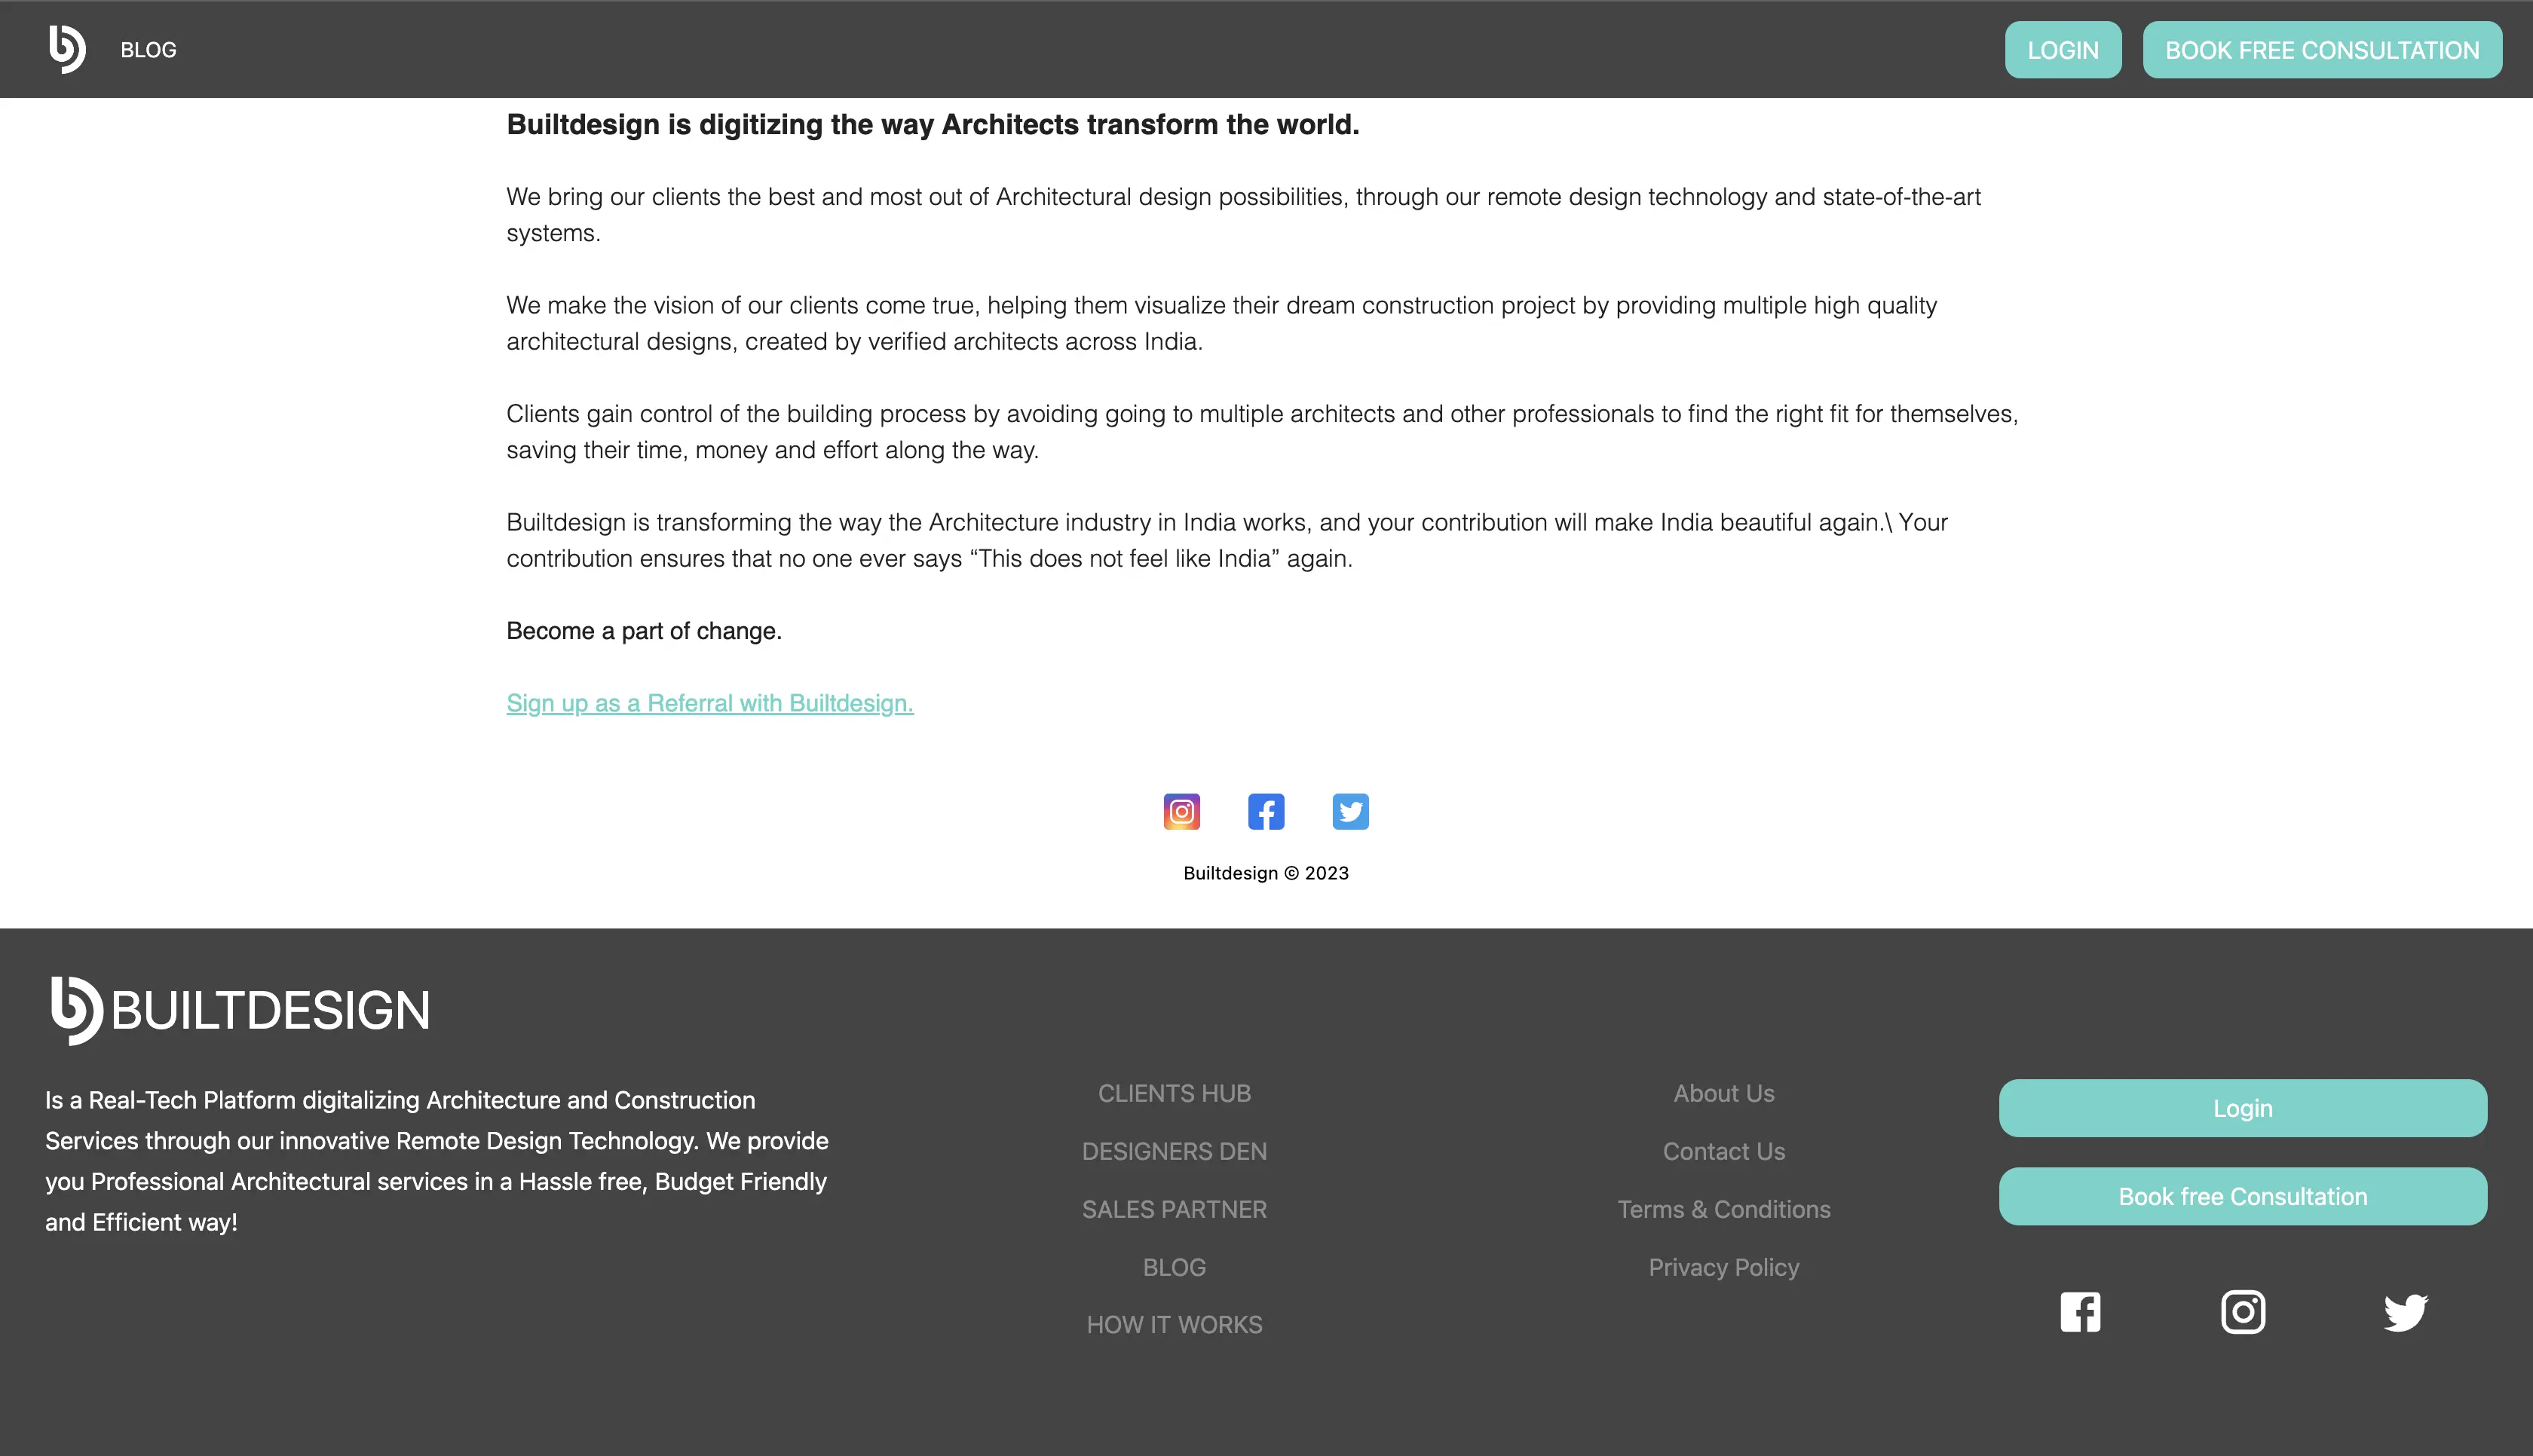 BLOG
LOGIN
BOOK FREE CONSULTATION
Builtdesign is digitizing the way Architects transform the world.
We bring our clients the best and most out of Architectural design possibilities, through our remote design technology and state-of-the-art
systems.
We make the vision of our clients come true, helping them visualize their dream construction project by providing multiple high quality
architectural designs, created by verified architects across India.
Clients gain control of the building process by avoiding going to multiple architects and other professionals to find the right fit for themselves,
saving their time, money and effort along the way.
Builtdesign is transforming the way the Architecture industry in India works, and your contribution will make India beautiful again.\ Your
contribution ensures that no one ever says “This does not feel like India” again.
Become a part of change.
Sign up as a Referral with Builtdesign.
Builtdesign © 2023
BUILTDESIGN
Is a Real-Tech Platform digitalizing Architecture and Construction
Services through our innovative Remote Design Technology. We provide
you Professional Architectural services in a Hassle free, Budget Friendly
and Efficient way!
CLIENTS HUB
DESIGNERS DEN
SALES PARTNER
BLOG
HOW IT WORKS
About Us
Contact Us
Terms & Conditions
Privacy Policy
Login
Book free Consultation